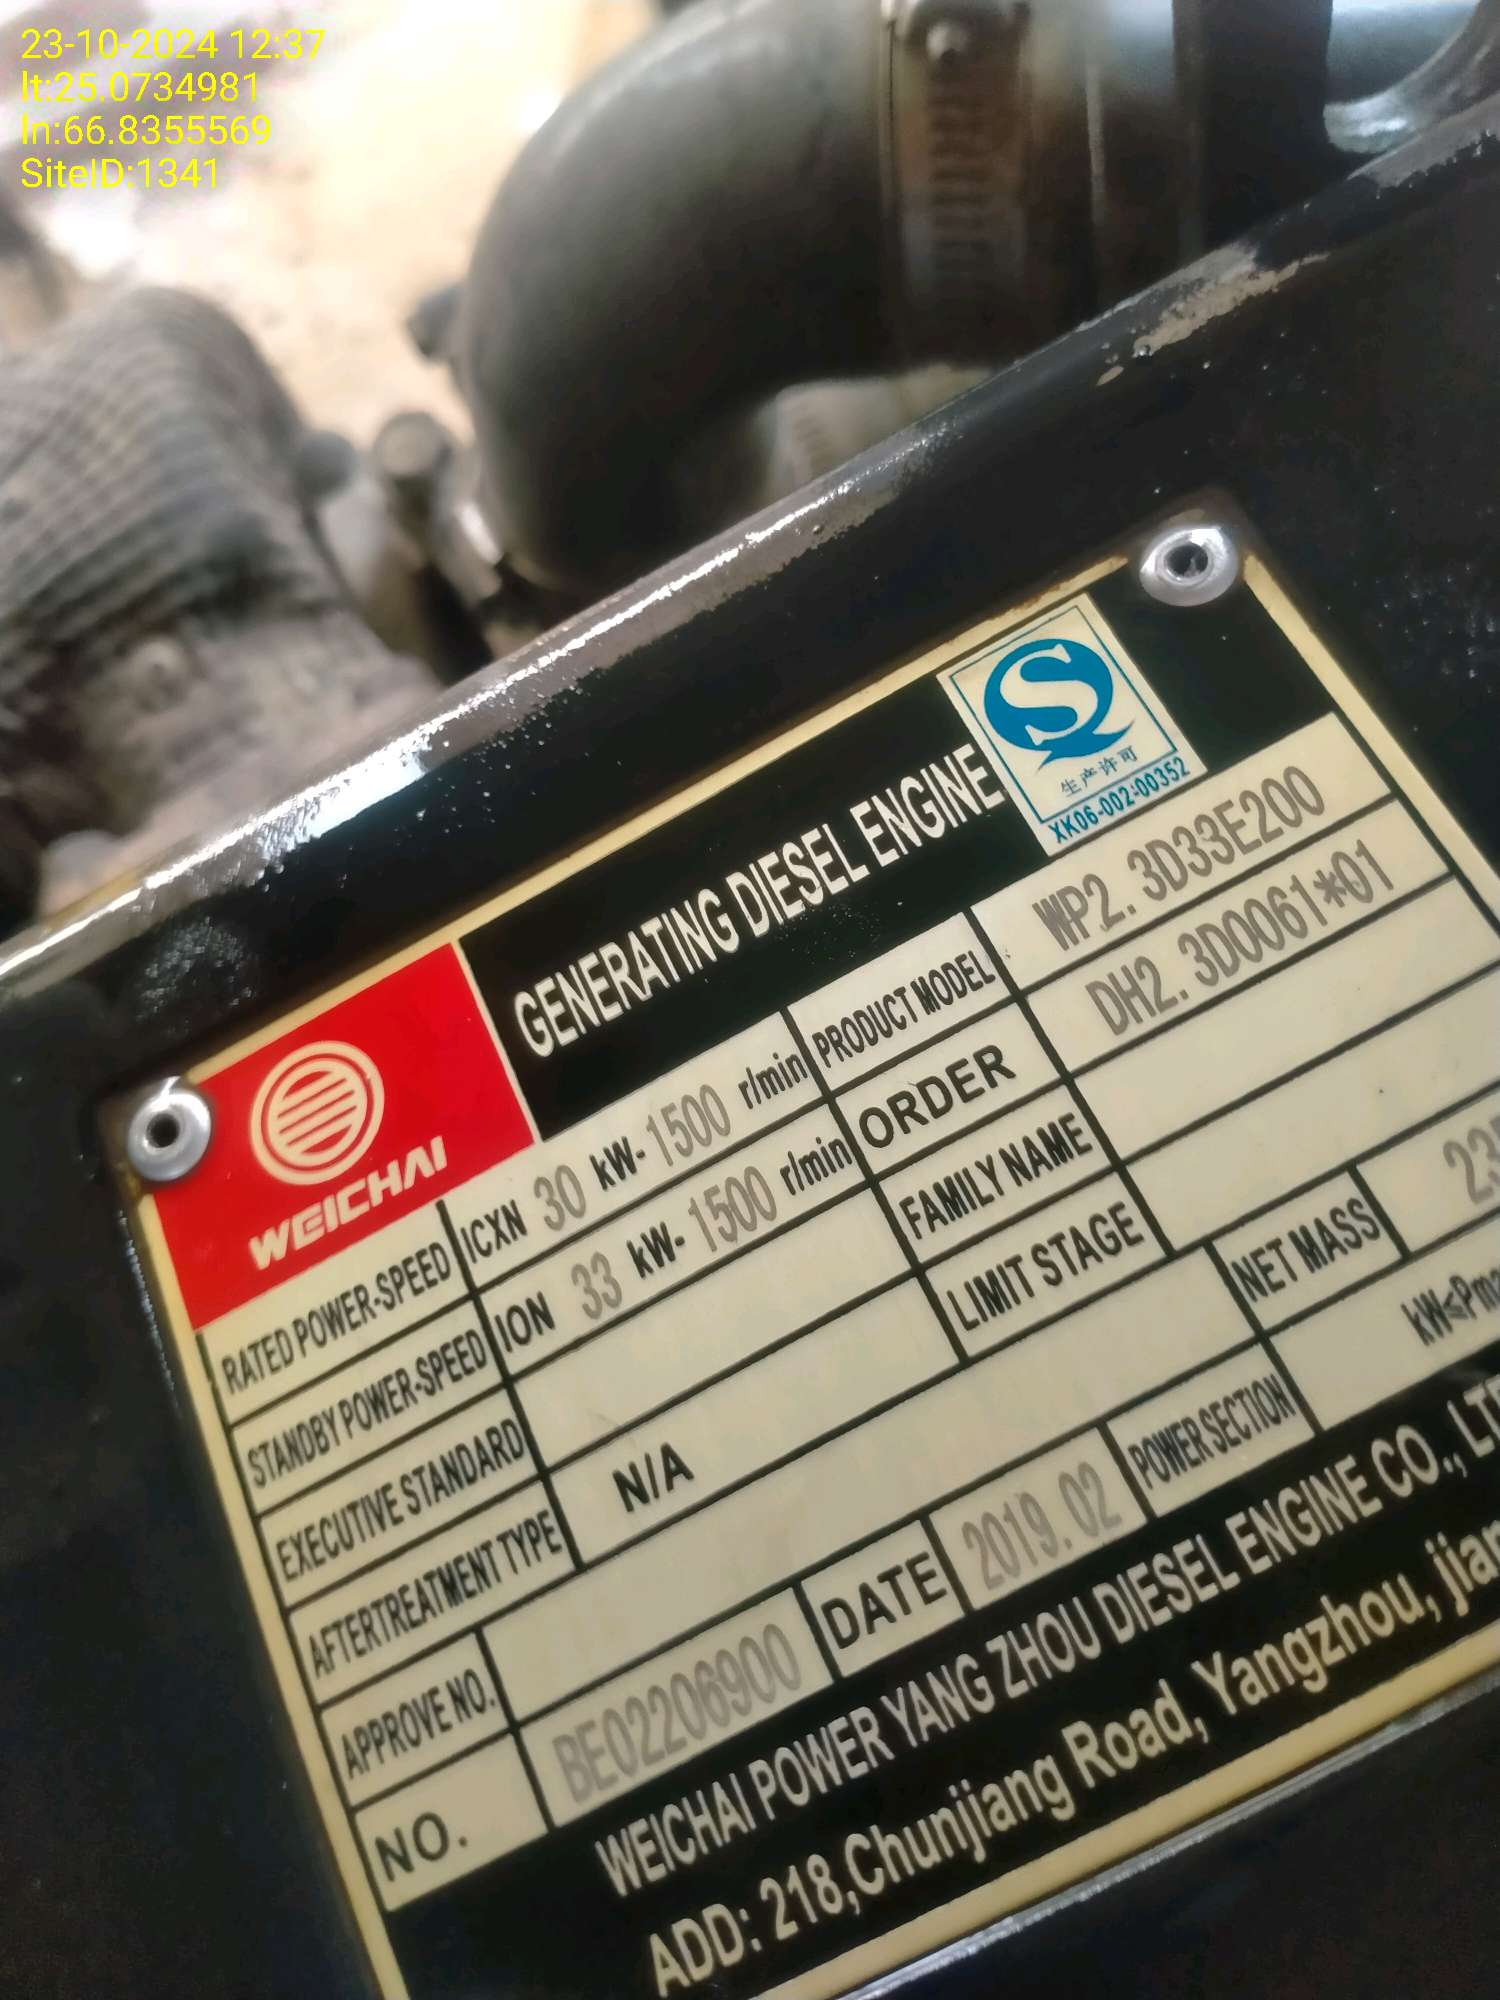 23-10-2024 12:37
lt:25.0734981
ln:66.8355569
SiteID:1341
WEICHAI
GENERATING DIESEL ENGINE
S
生产许可
XK06-002-00352
RATED POWER-SPEED ICXN 30 kW- 1500 r/min PRODUCT MODEL WP2.3D33E200
STANDBY POWER-SPEED ION 33 kW- 1500 r/min ORDER DH2.3D0061*01
EXECUTIVE STANDARD FAMILY NAME
AFTERTREATMENT TYPE N/A LIMIT STAGE
APPROVE NO. NET MASS
NO. BE02206900 DATE 2019.02 POWER SECTION
WEICHAI POWER YANG ZHOU DIESEL ENGINE CO.,
ADD: 218,Chunjiang Road, Yangzhou,